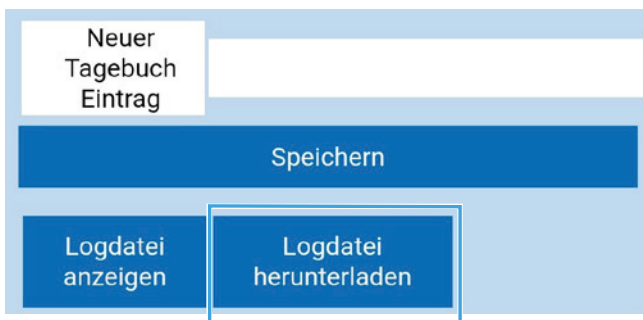 Neuer
Tagebuch
Eintrag
Speichern
Logdatei
anzeigen
Logdatei
herunterladen